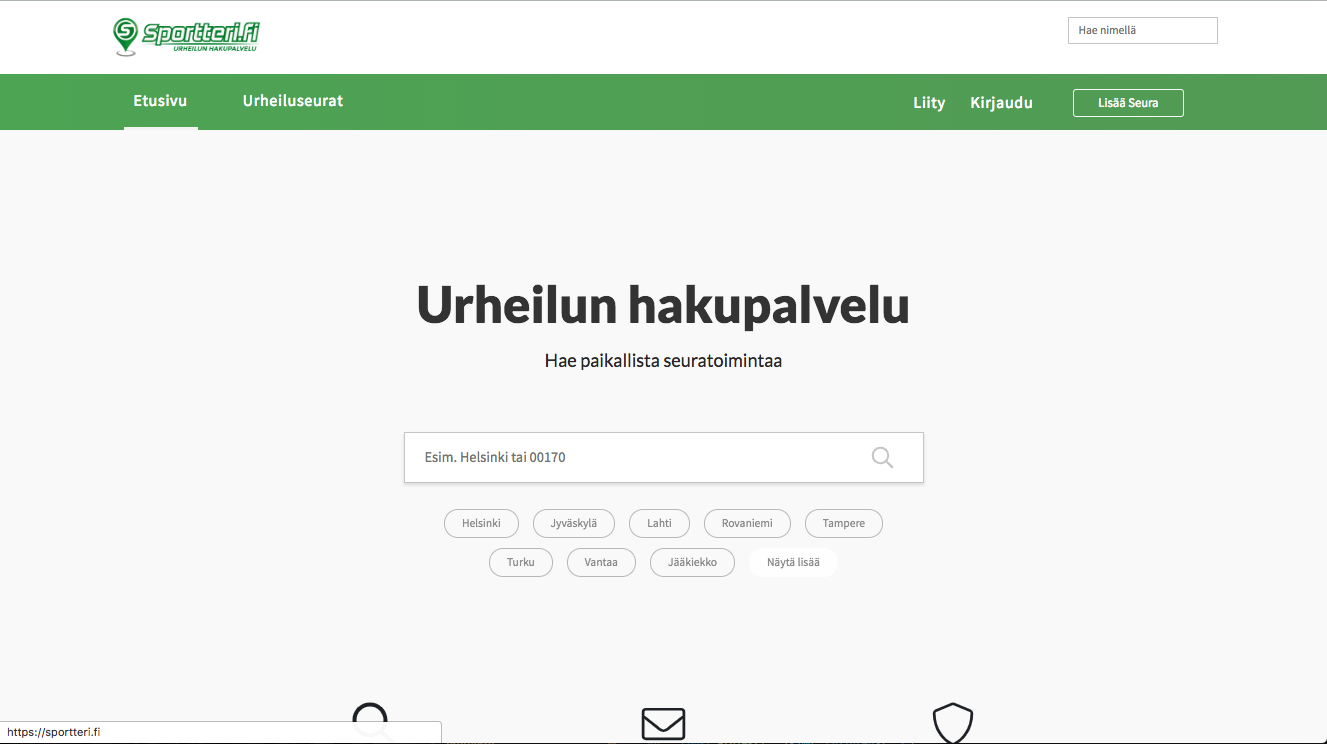 Sportteri.fi
URHEILUN HAKUPALVELU
Hae nimellä
Etusivu
Urheiluseurat
Liity
Kirjaudu
Lisää Seura
Urheilun hakupalvelu
Hae paikallista seuratoimintaa
Esim. Helsinki tai 00170
Helsinki
Jyväskylä
Lahti
Rovaniemi
Tampere
Turku
Vantaa
Jääkiekko
Näytä lisää
https://sportteri.fi